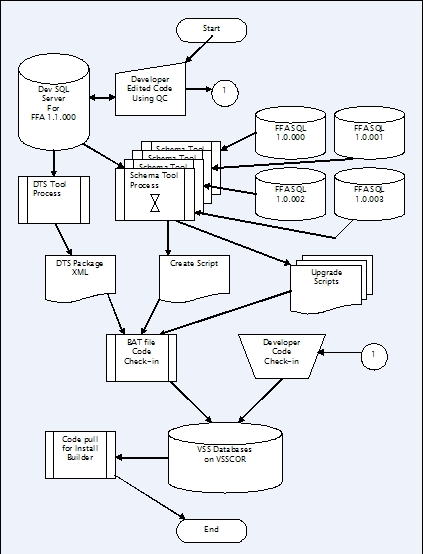 Start
Developer
Edited Code
Using QC
1
Dev SQL
Server
For
FFA 1.1.000
FFASQL
1.0.000
FFASQL
1.0.001
Schema Tool
Schema Tool
Schema Tool
Schema Tool
Process
DTS Tool
Process
FFASQL
1.0.002
FFASQL
1.0.003
DTS Package
XML
Create Script
Upgrade
Scripts
BAT file
Code
Check-in
Developer
Code
Check-in
1
Code pull
for Install
Builder
VSS Databases
on VSSCOR
End